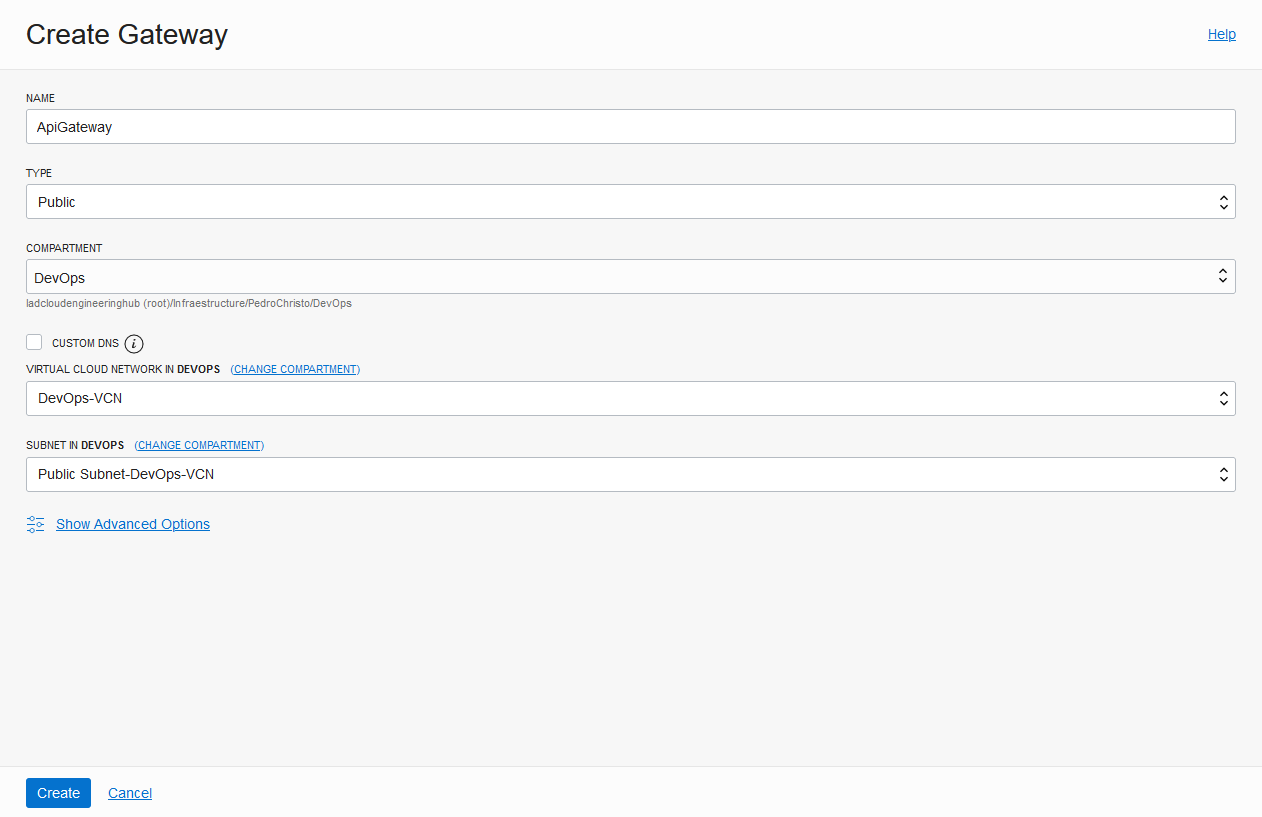 Create Gateway
Help
NAME
ApiGateway
TYPE
Public
COMPARTMENT
DevOps
ladcloudengineeringhub (root)/Infraestructure/PedroChristo/DevOps
CUSTOM DNS i
VIRTUAL CLOUD NETWORK IN DEVOPS (CHANGE COMPARTMENT)
DevOps-VCN
SUBNET IN DEVOPS (CHANGE COMPARTMENT)
Public Subnet-DevOps-VCN
Show Advanced Options
Create Cancel